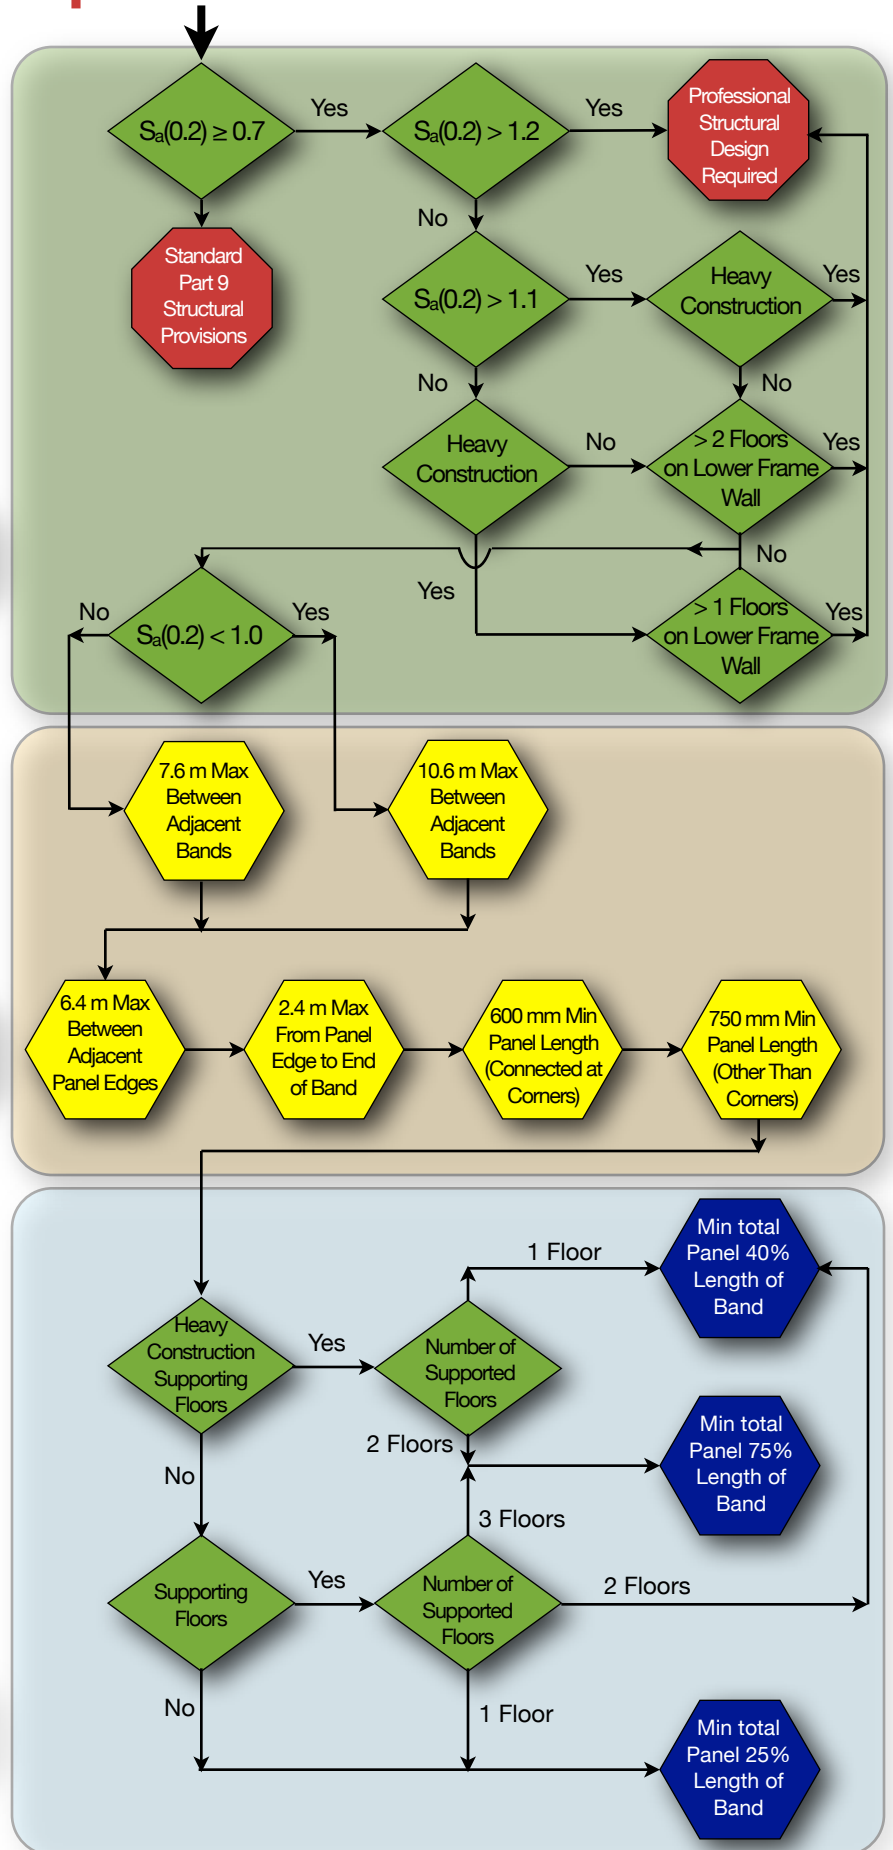 Yes
Yes
Sa(0.2) ≥ 0.7
Sa(0.2) > 1.2
Professional
Structural
Design
Required
No
Standard
Part 9
Structural
Provisions
Sa(0.2) > 1.1
Yes
Heavy
Construction
Yes
No
No
Heavy
Construction
No
> 2 Floors
on Lower Frame
Wall
Yes
No
Yes
No
Sa(0.2) < 1.0
Yes
> 1 Floors
on Lower Frame
Wall
Yes
7.6 m Max
Between
Adjacent
Bands
10.6 m Max
Between
Adjacent
Bands
6.4 m Max
Between
Adjacent
Panel Edges
2.4 m Max
From Panel
Edge to End
of Band
600 mm Min
Panel Length
(Connected at
Corners)
750 mm Min
Panel Length
(Other Than
Corners)
1 Floor
Min total
Panel 40%
Length of
Band
Heavy
Construction
Supporting
Floors
Yes
Number of
Supported
Floors
2 Floors
Min total
Panel 75%
Length of
Band
No
3 Floors
Supporting
Floors
Yes
Number of
Supported
Floors
2 Floors
No
1 Floor
Min total
Panel 25%
Length of
Band